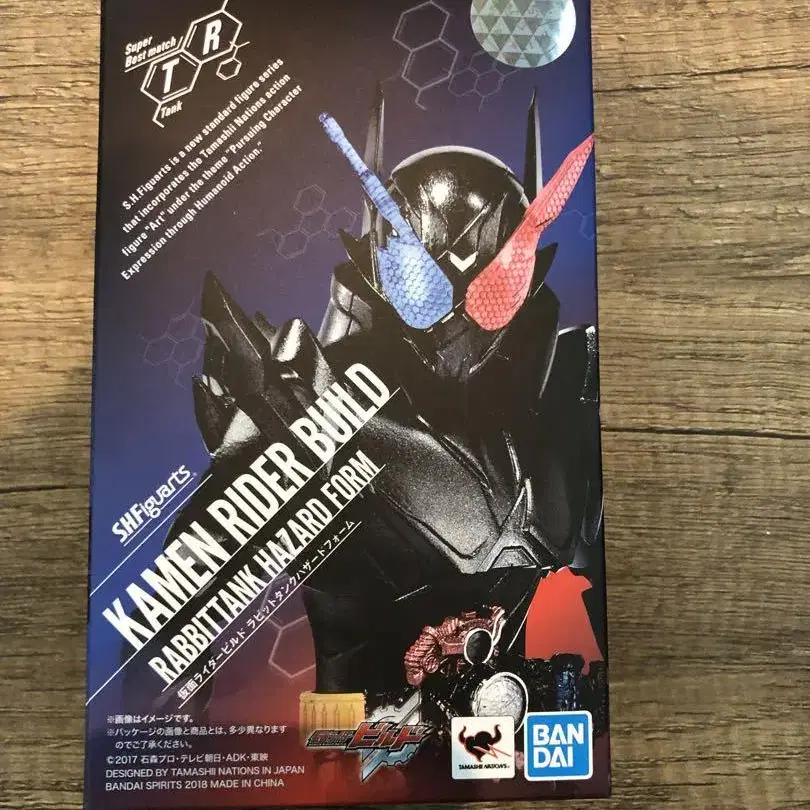 Super
Best match
T R
Tank
S.H.Figuarts is a new standard figure series
that incorporates the Tamashii Nations action
figure "Art" under the theme "Pursuing Character
Expression through Humanoid Action."
S.H.Figuarts
KAMEN RIDER BUILD
RABBITTANK HAZARD FORM
仮面ライダービルド ラビットタンクハザードフォーム
※画像はイメージです。
※パッケージの画像と商品とは、多少異なります
のでご了承ください。
©2017 石森プロ・テレビ朝日・ADK・東映
DESIGNED BY TAMASHII NATIONS IN JAPAN
BANDAI SPIRITS 2018 MADE IN CHINA
仮面ライダービルド
TAMASHII NATIONS
BAN
DAI